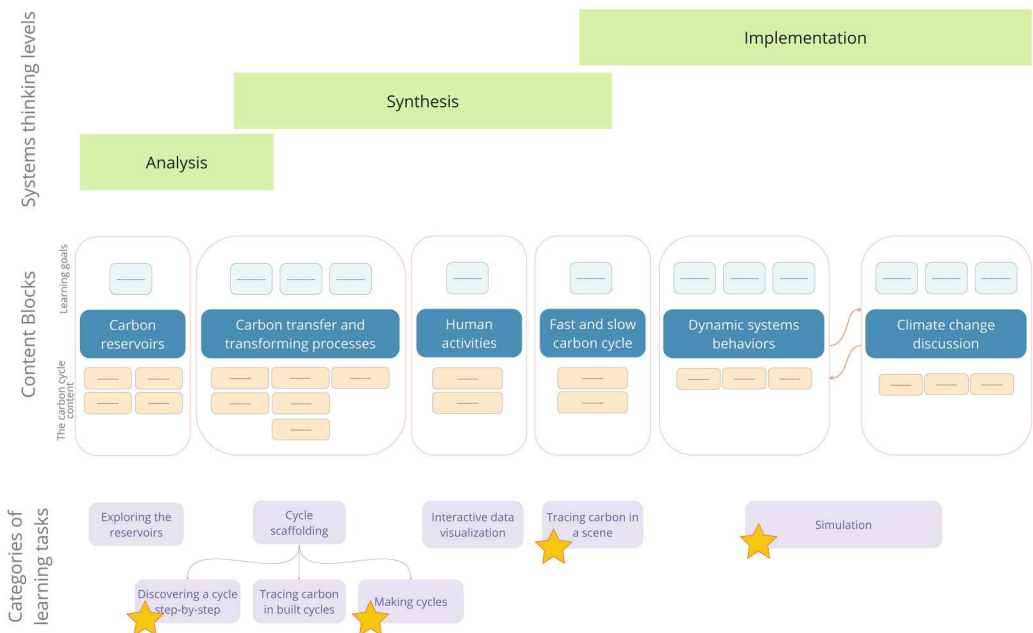 Systems thinking levels
Implementation
Synthesis
Analysis
Content Blocks
Learning goals
The carbon cycle
content
Carbon
reservoirs
Carbon transfer and
transforming processes
Human
activities
Fast and slow
carbon cycle
Dynamic systems
behaviors
Climate change
discussion
Categories of
learning tasks
Exploring the
reservoirs
Cycle
scaffolding
Interactive data
visualization
Tracing carbon in
a scene
Simulation
Discovering a cycle
step-by-step
Tracing carbon
in built cycles
Making cycles